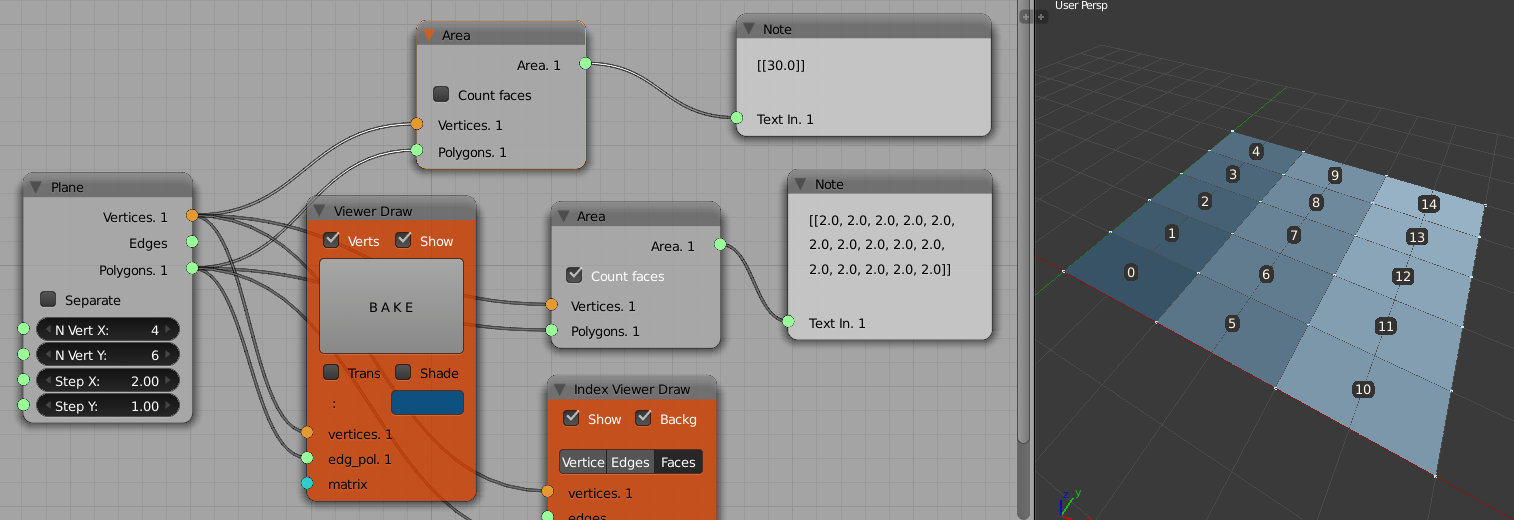 Plane
Vertices. 1
Edges
Polygons. 1
Separate
N Vert X: 4
N Vert Y: 6
Step X: 2.00
Step Y: 1.00
Viewer Draw
Verts Show
BAKE
Trans Shade
:
vertices. 1
edg_pol. 1
matrix
Area
Area. 1
Count faces
Vertices. 1
Polygons. 1
Note
[[30.0]]
Text In. 1
Area
Area. 1
Count faces
Vertices. 1
Polygons. 1
Note
[[2.0, 2.0, 2.0, 2.0, 2.0,
2.0, 2.0, 2.0, 2.0, 2.0,
2.0, 2.0, 2.0, 2.0, 2.0]]
Text In. 1
Index Viewer Draw
Show Backg
Vertice Edges Faces
vertices. 1
edges
User Persp
4
3
2
1
0
9
8
7
6
5
14
13
12
11
10
z y